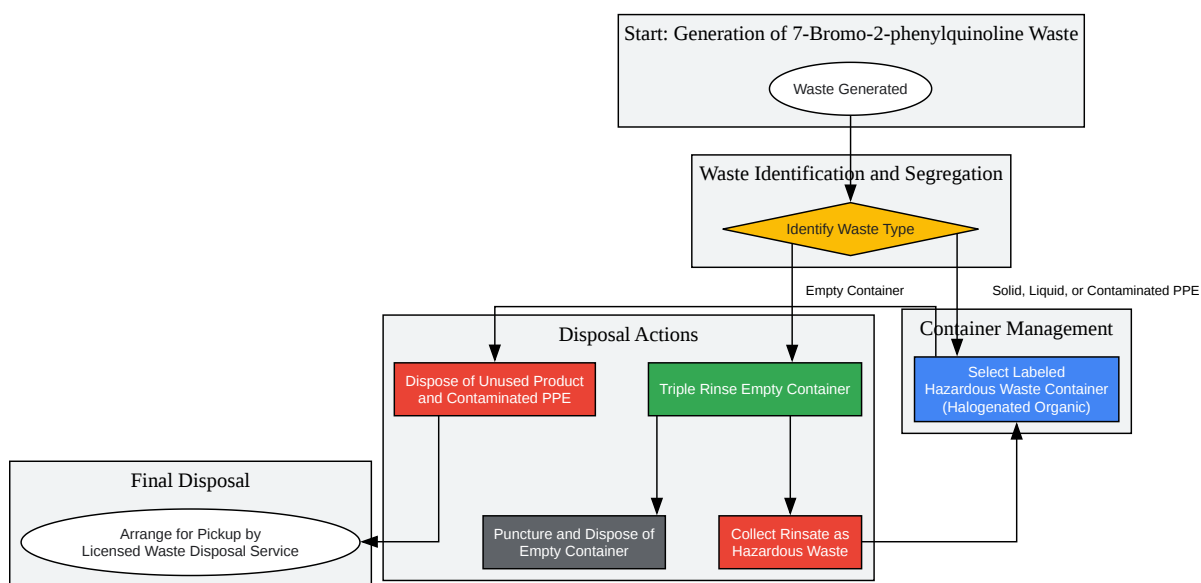 Start: Generation of 7-Bromo-2-phenylquinoline Waste
Waste Generated
Waste Identification and Segregation
Identify Waste Type
Empty Container
Solid, Liquid, or Contaminated PPE
Disposal Actions
Container Management
Dispose of Unused Product
and Contaminated PPE
Triple Rinse Empty Container
Select Labeled
Hazardous Waste Container
(Halogenated Organic)
Final Disposal
Arrange for Pickup by
Licensed Waste Disposal Service
Puncture and Dispose of
Empty Container
Collect Rinsate as
Hazardous Waste